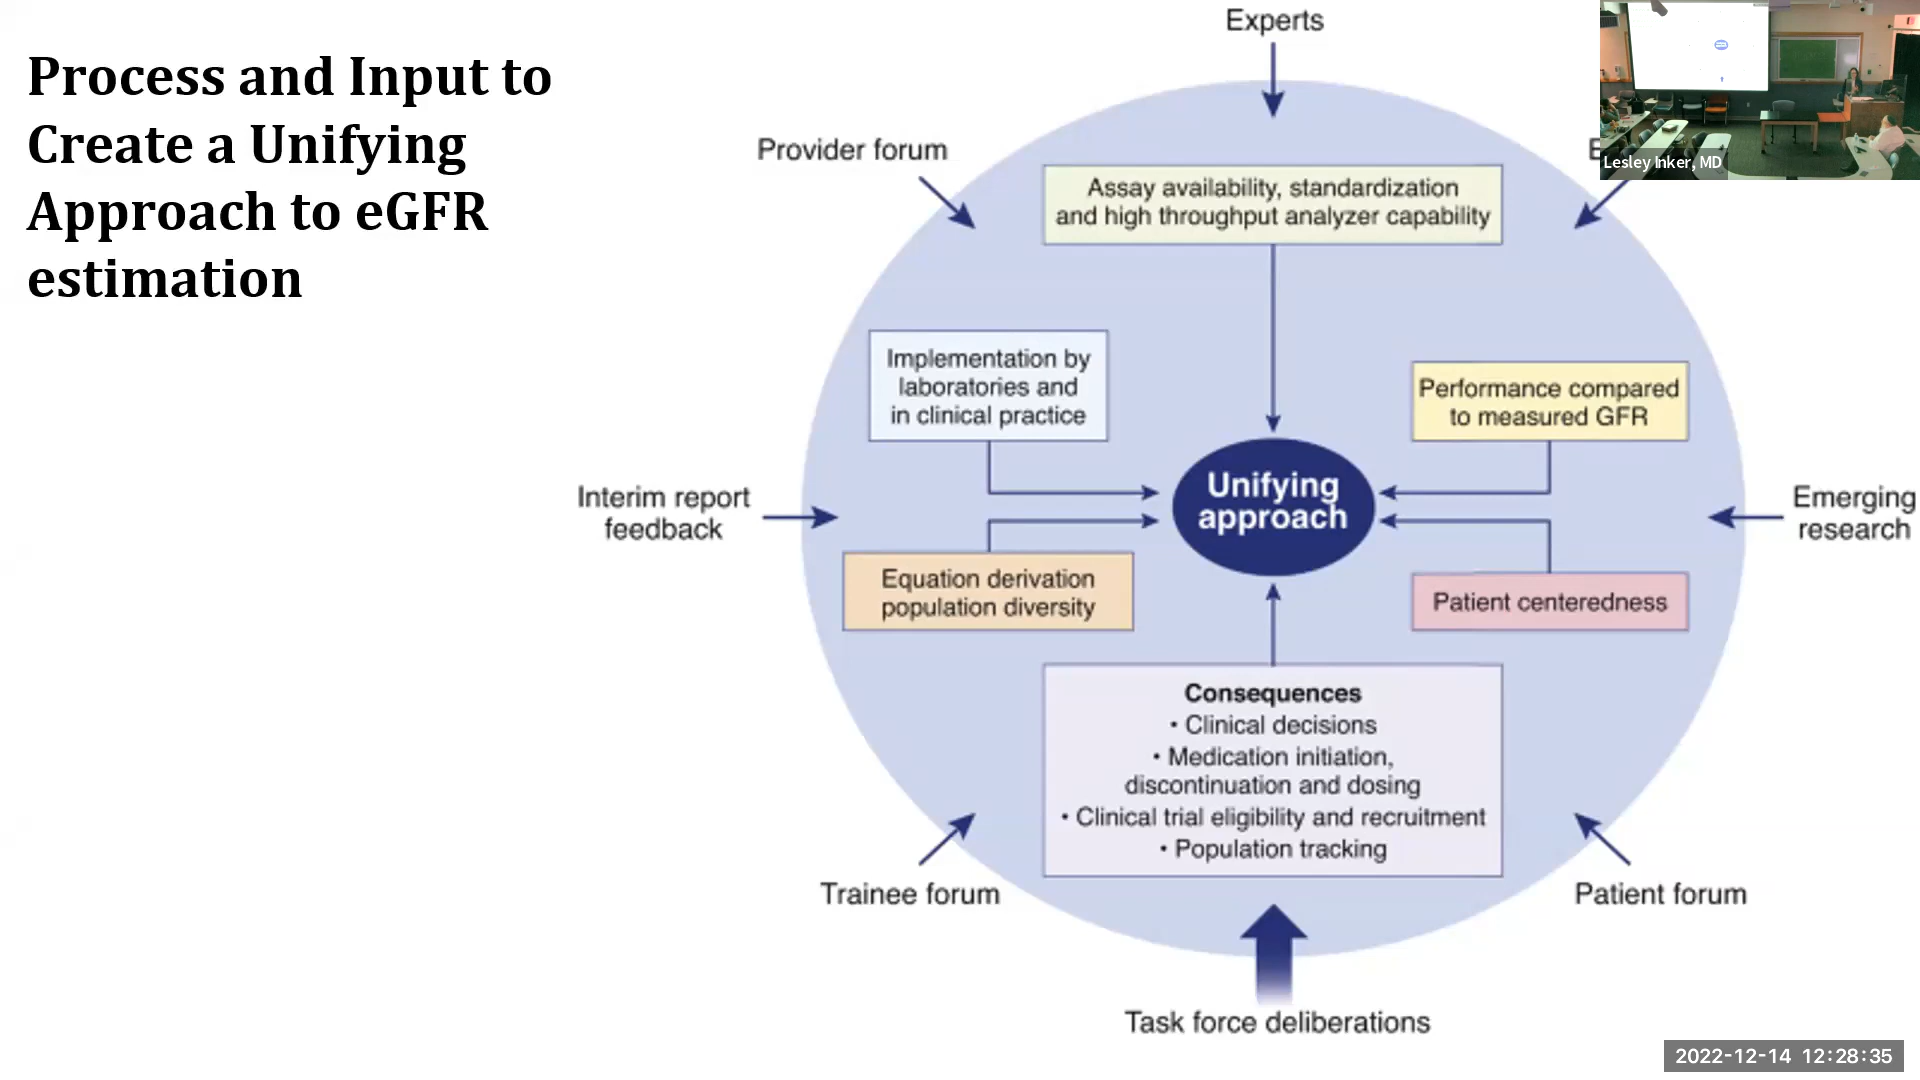 Process and Input to
Create a Unifying
Approach to eGFR
estimation
Experts
Provider forum
Lesley Inker, MD
Assay availability, standardization
and high throughput analyzer capability
Implementation by
laboratories and
in clinical practice
Performance compared
to measured GFR
Unifying
approach
Interim report
feedback
Emerging
research
Equation derivation
population diversity
Patient centeredness
Consequences
• Clinical decisions
• Medication initiation,
discontinuation and dosing
• Clinical trial eligibility and recruitment
• Population tracking
Trainee forum
Patient forum
Task force deliberations
2022-12-14 12:28:35